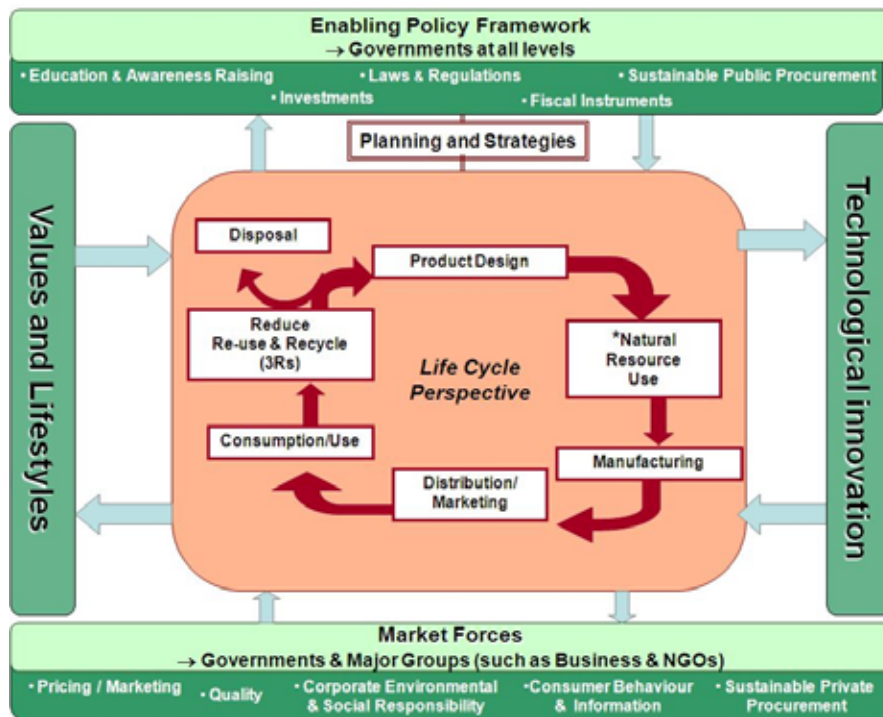 Enabling Policy Framework
→ Governments at all levels
• Education & Awareness Raising
• Laws & Regulations
• Sustainable Public Procurement
• Investments
• Fiscal Instruments
Planning and Strategies
Values and Lifestyles
Technological innovation
Disposal
Product Design
Reduce
Re-use & Recycle
(3Rs)
*Natural
Resource
Use
Life Cycle
Perspective
Consumption/Use
Manufacturing
Distribution/
Marketing
Market Forces
→ Governments & Major Groups (such as Business & NGOs)
• Pricing / Marketing
• Quality
• Corporate Environmental
& Social Responsibility
• Consumer Behaviour
& Information
• Sustainable Private
Procurement